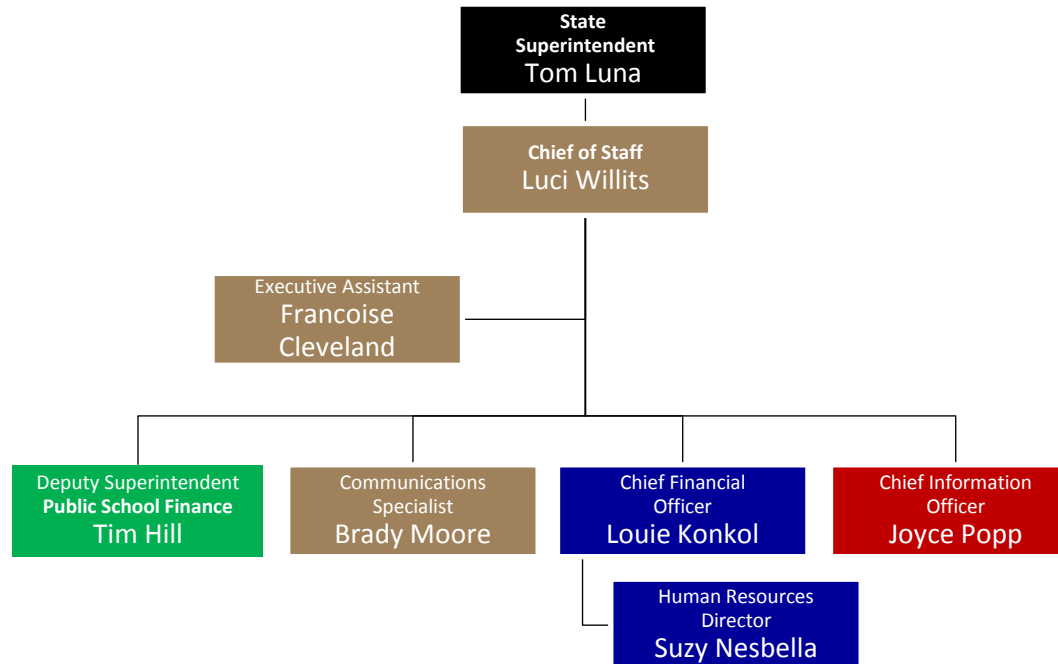 State
Superintendent
Tom Luna
Chief of Staff
Luci Willits
Executive Assistant
Francoise
Cleveland
Deputy Superintendent
Public School Finance
Tim Hill
Communications
Specialist
Brady Moore
Chief Financial
Officer
Louie Konkol
Chief Information
Officer
Joyce Popp
Human Resources
Director
Suzy Nesbella